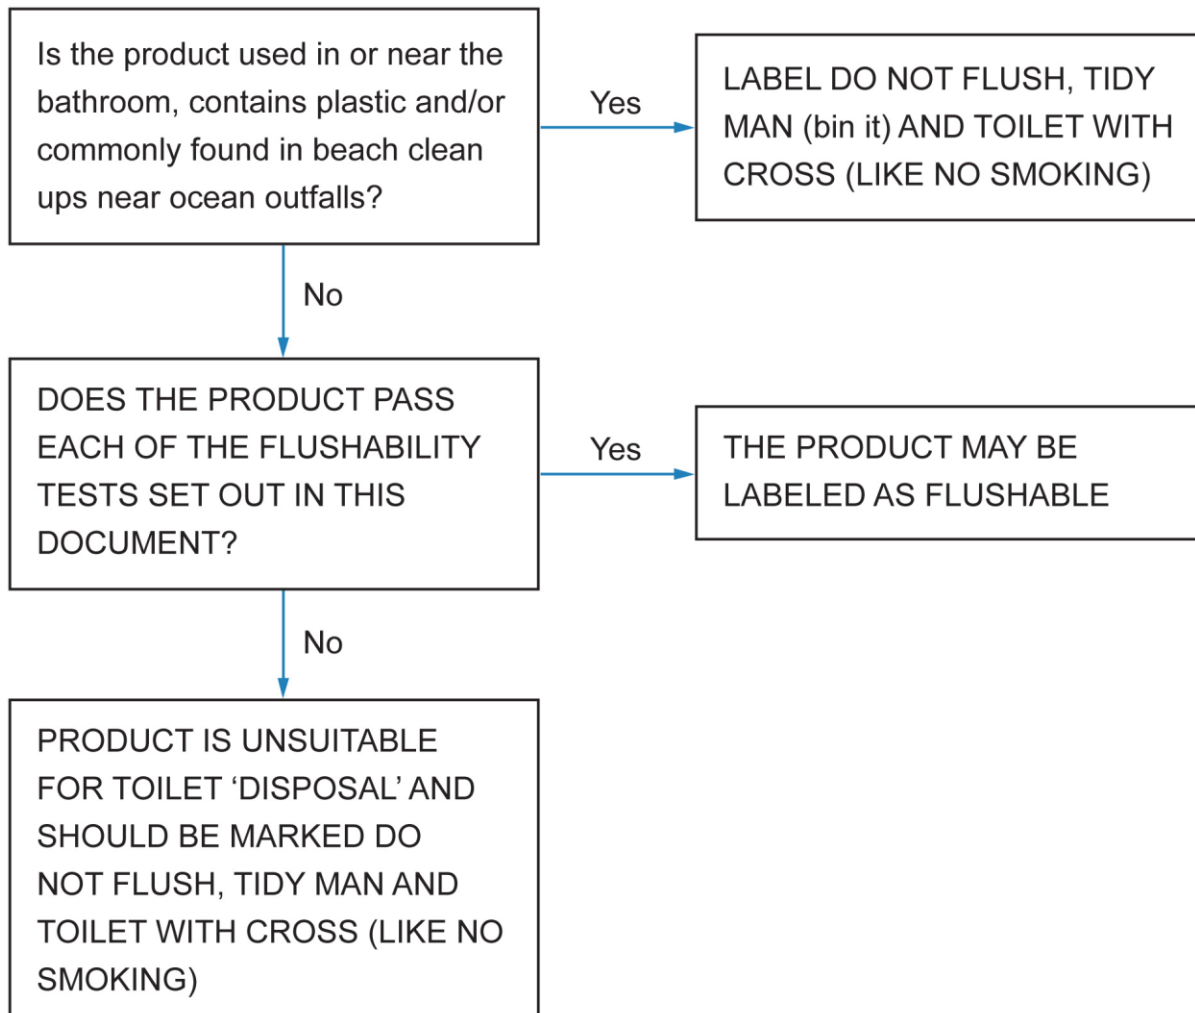 Is the product used in or near the
bathroom, contains plastic and/or
commonly found in beach clean
ups near ocean outfalls?
Yes
LABEL DO NOT FLUSH, TIDY
MAN (bin it) AND TOILET WITH
CROSS (LIKE NO SMOKING)
No
DOES THE PRODUCT PASS
EACH OF THE FLUSHABILITY
TESTS SET OUT IN THIS
DOCUMENT?
Yes
THE PRODUCT MAY BE
LABELED AS FLUSHABLE
No
PRODUCT IS UNSUITABLE
FOR TOILET ‘DISPOSAL’ AND
SHOULD BE MARKED DO
NOT FLUSH, TIDY MAN AND
TOILET WITH CROSS (LIKE NO
SMOKING)